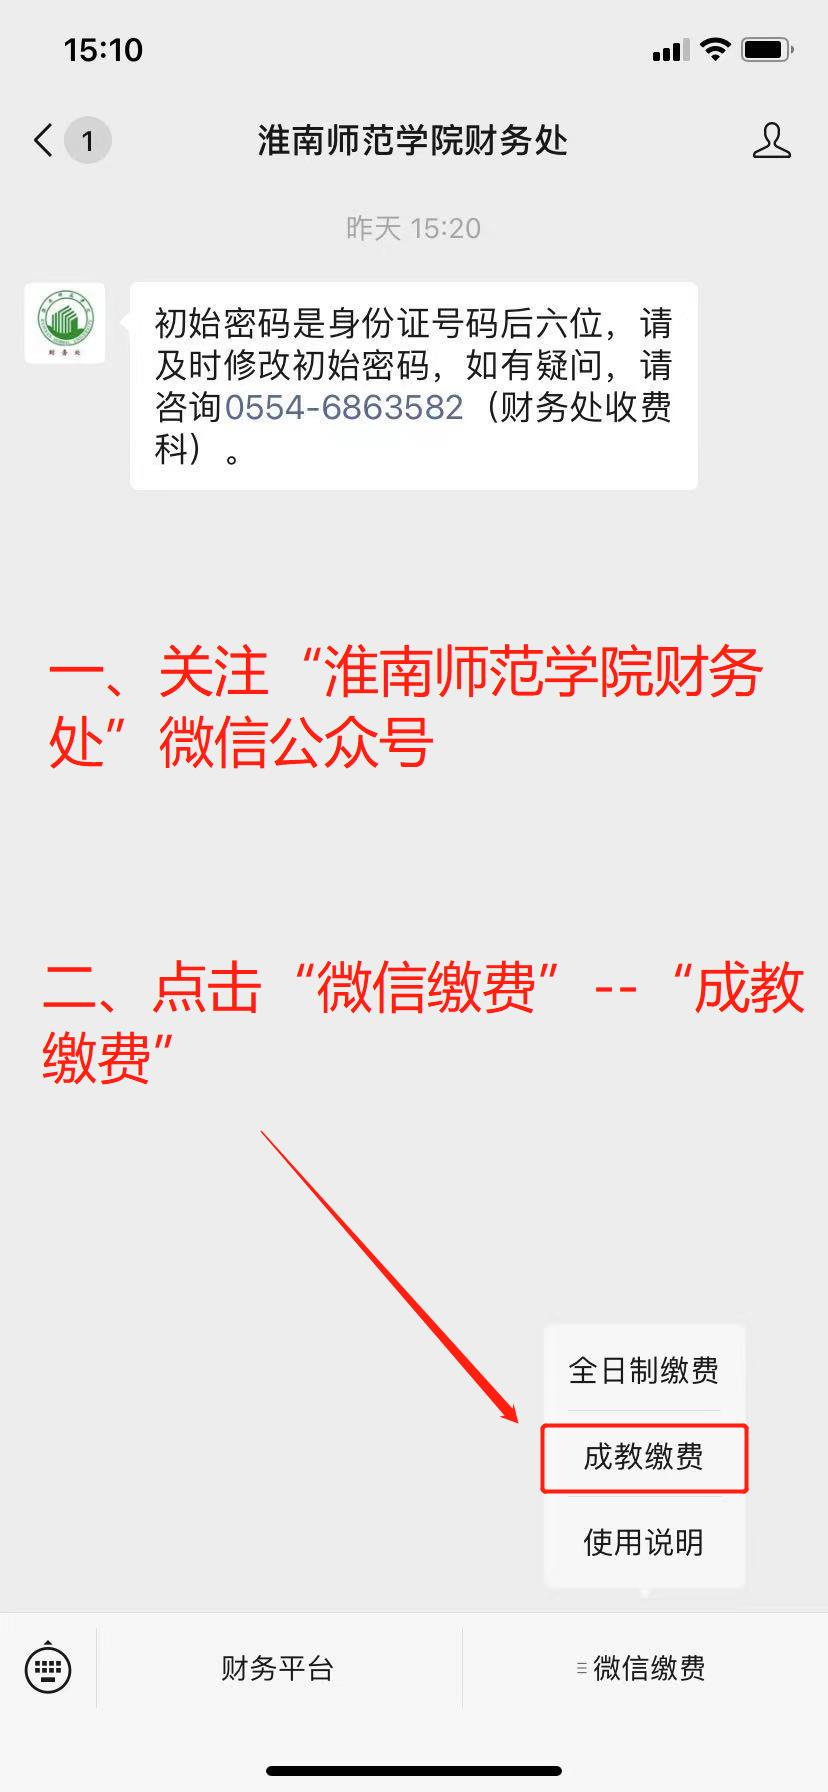 15:10
1
淮南师范学院财务处
昨天 15:20
初始密码是身份证号码后六位，请
及时修改初始密码，如有疑问，请
咨询0554-6863582（财务处收费
科）。
财务处
一、关注“淮南师范学院财务
处”微信公众号
二、点击“微信缴费”--“成教
缴费”
全日制缴费
成教缴费
使用说明
财务平台
微信缴费